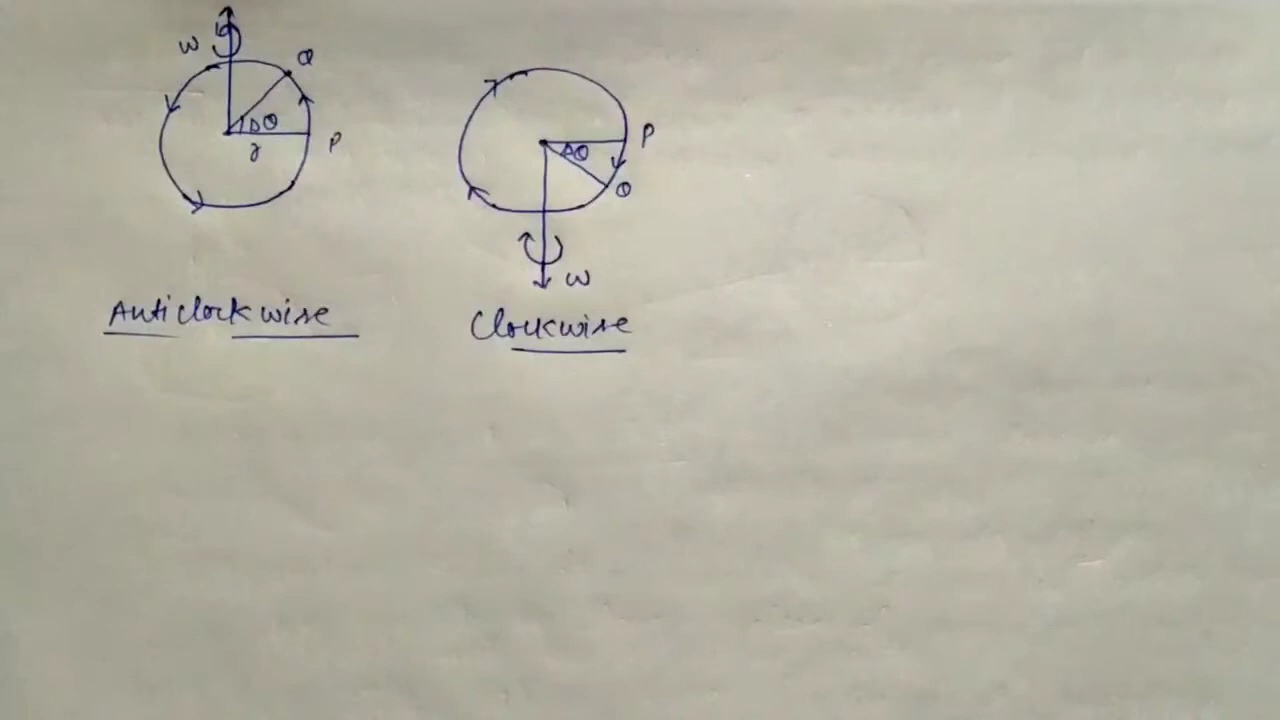 ω
Q
Δθ
P
r
P
Δθ
Q
ω
Anticlockwise
Clockwise